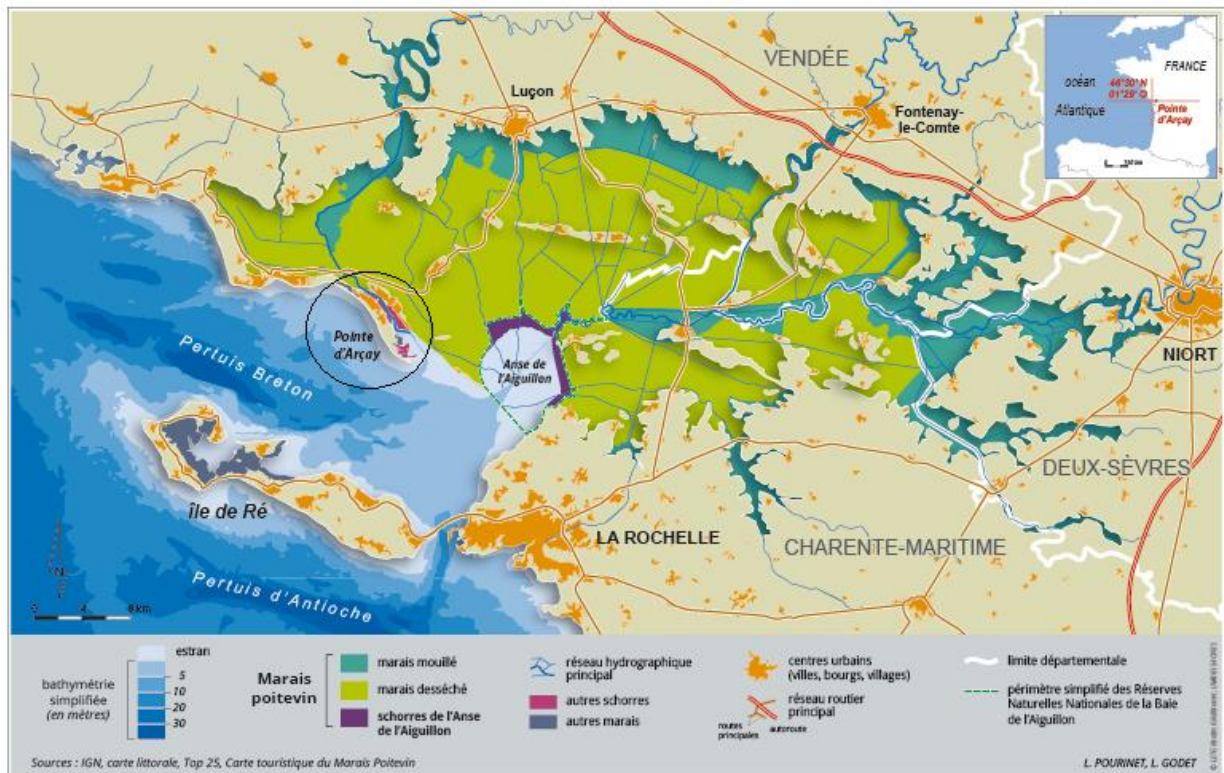 VENDÉE
Luçon
Fontenay-
le-Comte
océan
Atlantique
FRANCE
46°30' N
01°29' O
Pointe
d'Arçay
Pointe
d'Arçay
Anse de
l'Aiguillon
Pertuis Breton
NIORT
DEUX-SÈVRES
île de Ré
LA ROCHELLE
CHARENTE-MARITIME
Pertuis d'Antioche
N
0 4 8 km
estran
bathymétrie
simplifiée
(en mètres)
5
10
20
30
Marais
poitevin
marais mouillé
marais desséché
schorres de l'Anse
de l'Aiguillon
réseau hydrographique
principal
autres schorres
autres marais
centres urbains
(villes, bourgs, villages)
réseau routier
principal
routes
principales
autoroute
limite départementale
périmètre simplifié des Réserves
Naturelles Nationales de la Baie
de l'Aiguillon
Sources : IGN, carte littorale, Top 25, Carte touristique du Marais Poitevin
L. POURINET, L. GODET